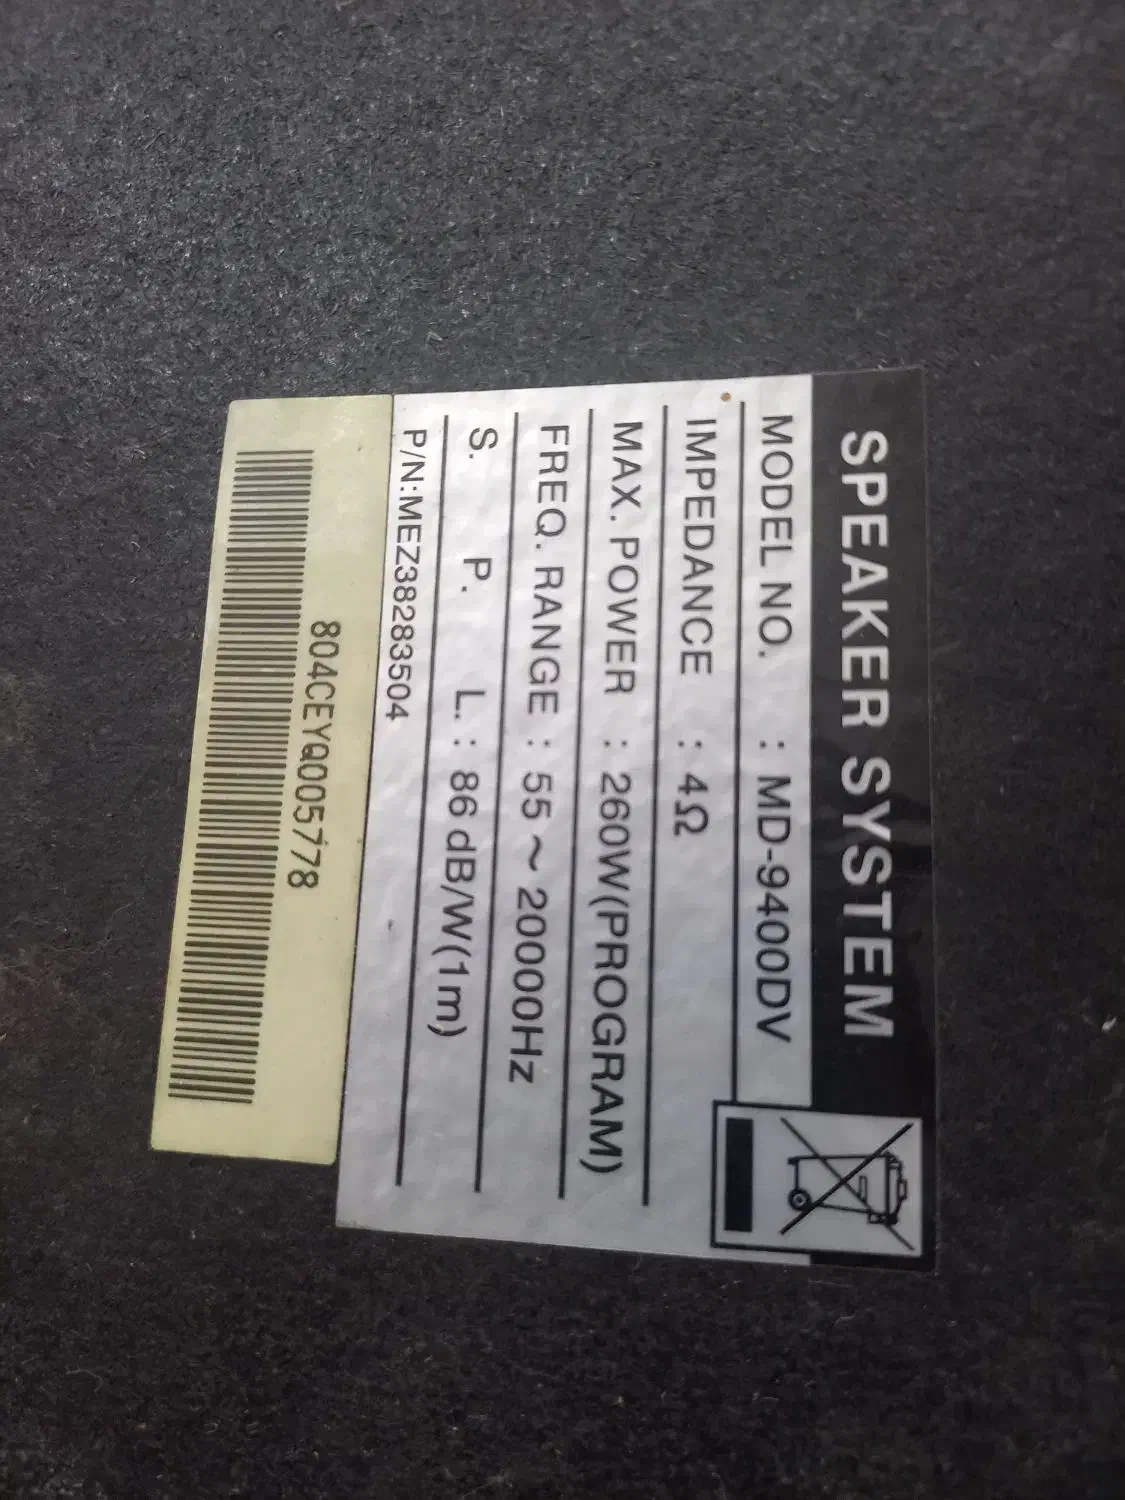 SPEAKER SYSTEM
MODEL NO. : MD-9400DV
IMPEDANCE : 4Ω
MAX. POWER : 260W(PROGRAM)
FREQ. RANGE : 55 ~ 20000Hz
S. P. L. : 86 dB/W(1m)
P/N:MEZ38283504
804CEYQ005778